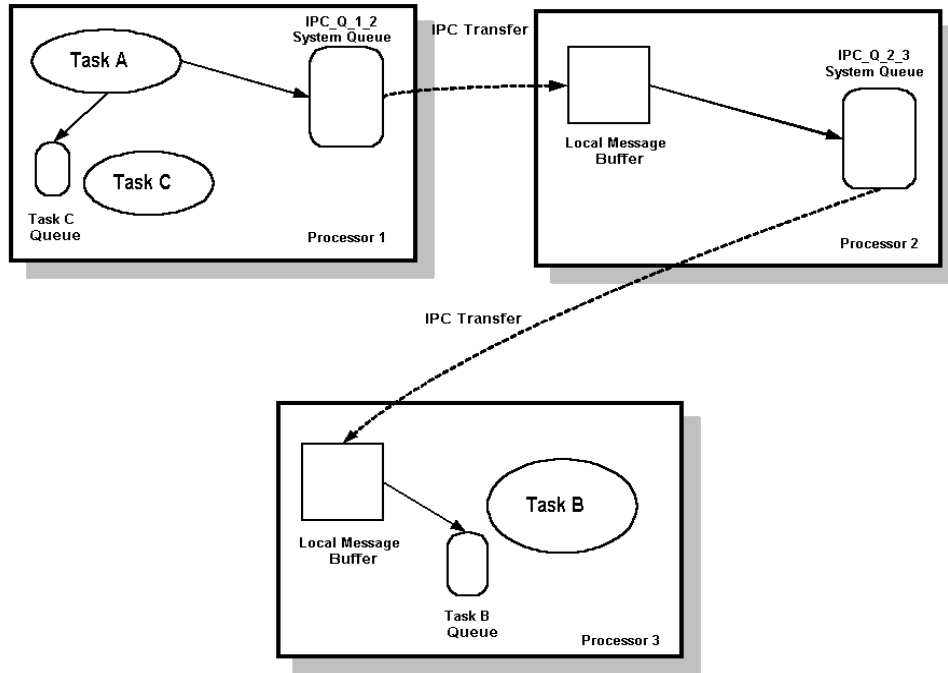 IPC_Q_1_2
System Queue
Task A
Task C
Task C
Queue
Processor 1
IPC Transfer
IPC_Q_2_3
System Queue
Local Message
Buffer
Processor 2
IPC Transfer
Local Message
Buffer
Task B
Task B
Queue
Processor 3